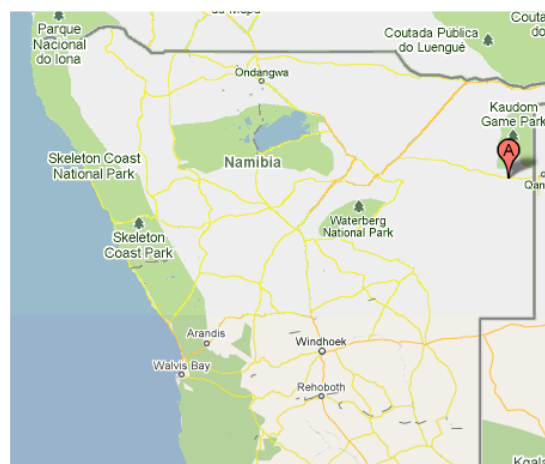 Parque
Nacional
do Iona
Coutada Pública
do Luengué
Ondangwa
Kaudom
Game Park
A
Skeleton Coast
National Park
Namibia
Waterberg
National Park
Skeleton
Coast Park
Arandis
Windhoek
Walvis Bay
Rehoboth